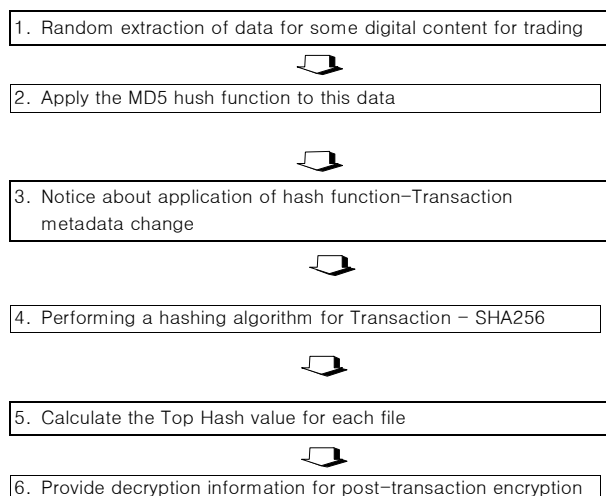 1. Random extraction of data for some digital content for trading
2. Apply the MD5 hush function to this data
3. Notice about application of hash function-Transaction
metadata change
4. Performing a hashing algorithm for Transaction - SHA256
5. Calculate the Top Hash value for each file
6. Provide decryption information for post-transaction encryption